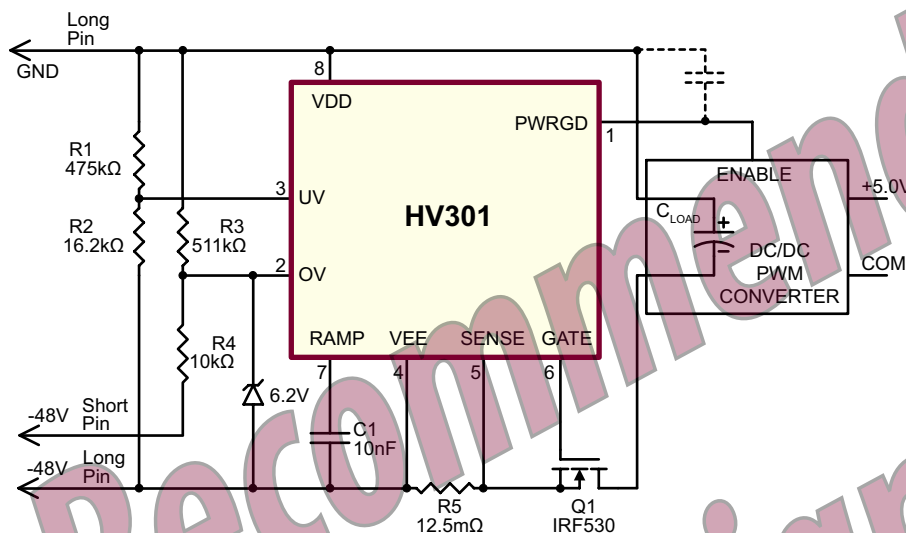 Long
Pin
GND
8
VDD
PWRGD
1
R1
475kΩ
ENABLE
+5.0V
3
UV
HV301
C_LOAD
+
R2
16.2kΩ
R3
511kΩ
2
OV
DC/DC
PWM
CONVERTER
COM
R4
10kΩ
RAMP
VEE
SENSE
GATE
7
4
5
6
6.2V
-48V
Short
Pin
C1
10nF
-48V
Long
Pin
R5
12.5mΩ
Q1
IRF530
Recommend